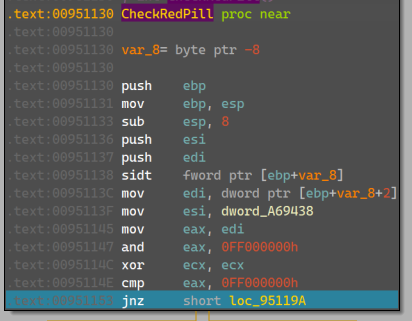 .text:00951130 CheckRedPill proc near
.text:00951130
.text:00951130 var_8= byte ptr -8
.text:00951130
.text:00951130 push ebp
.text:00951131 mov ebp, esp
.text:00951133 sub esp, 8
.text:00951136 push esi
.text:00951137 push edi
.text:00951138 sidt fword ptr [ebp+var_8]
.text:0095113C mov edi, dword ptr [ebp+var_8+2]
.text:0095113F mov esi, dword_A69438
.text:00951145 mov eax, edi
.text:00951147 and eax, 0FF000000h
.text:0095114C xor ecx, ecx
.text:0095114E cmp eax, 0FF000000h
.text:00951153 jnz short loc_95119A